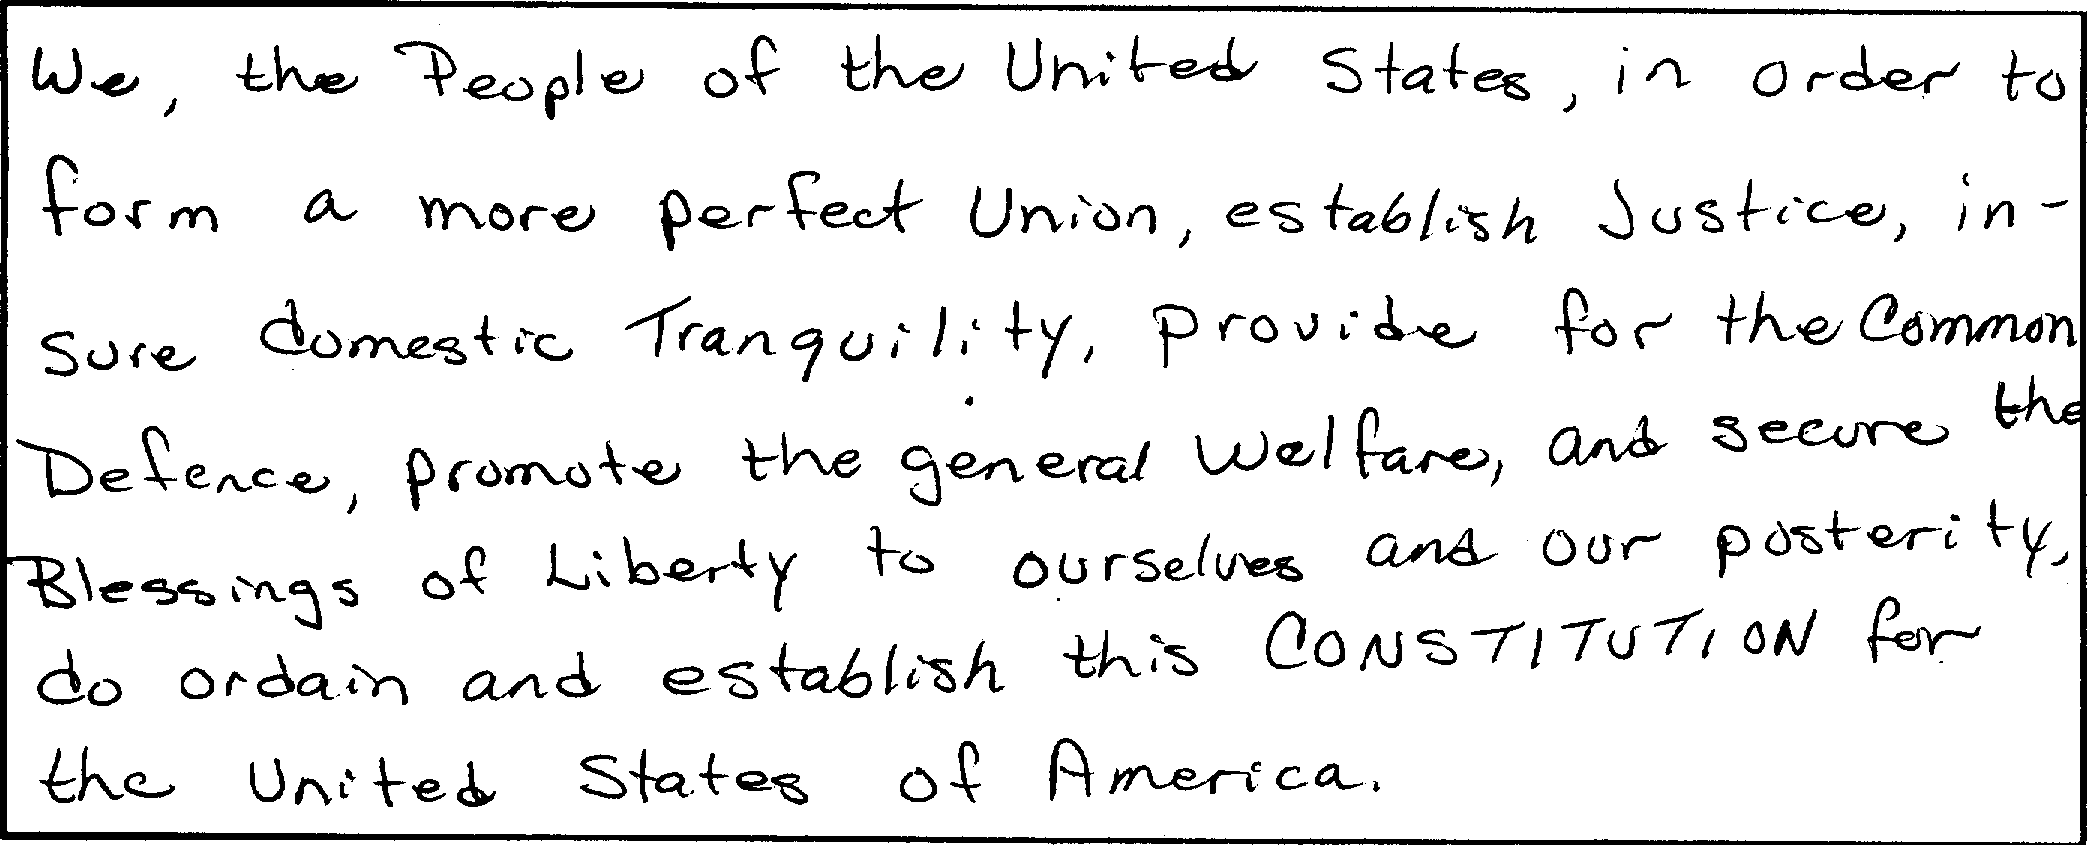 We, the People of the United States, in order to
form a more perfect Union, establish Justice, in-
sure domestic Tranquility, provide for the Common
Defence, promote the general Welfare, and secure the
Blessings of Liberty to ourselves and our posterity,
do ordain and establish this CONSTITUTION for
the United States of America.